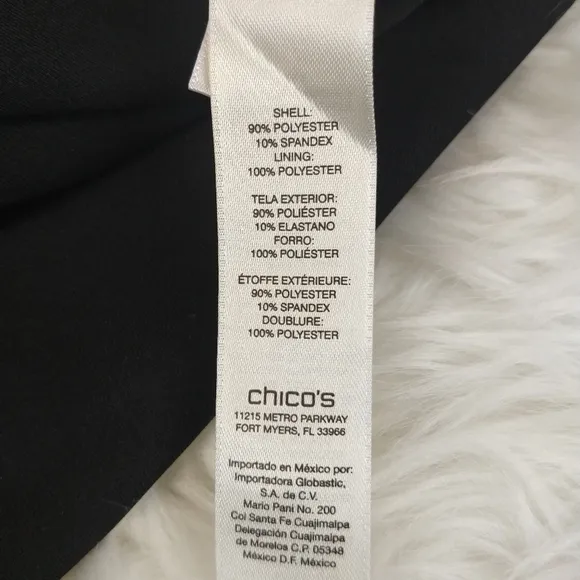 SHELL:
90% POLYESTER
10% SPANDEX
LINING:
100% POLYESTER
TELA EXTERIOR:
90% POLIÉSTER
10% ELASTANO
FORRO:
100% POLIÉSTER
ÉTOFFE EXTÉRIEURE:
90% POLYESTER
10% SPANDEX
DOUBLURE:
100% POLYESTER
chico's
11215 METRO PARKWAY
FORT MYERS, FL 33966
Importado en México por:
Importadora Globastic,
S.A. de C.V.
Mario Pani No. 200
Col Santa Fe Cuajimalpa
Delegación Cuajimalpa
de Morelos C.P. 05348
México D.F. México